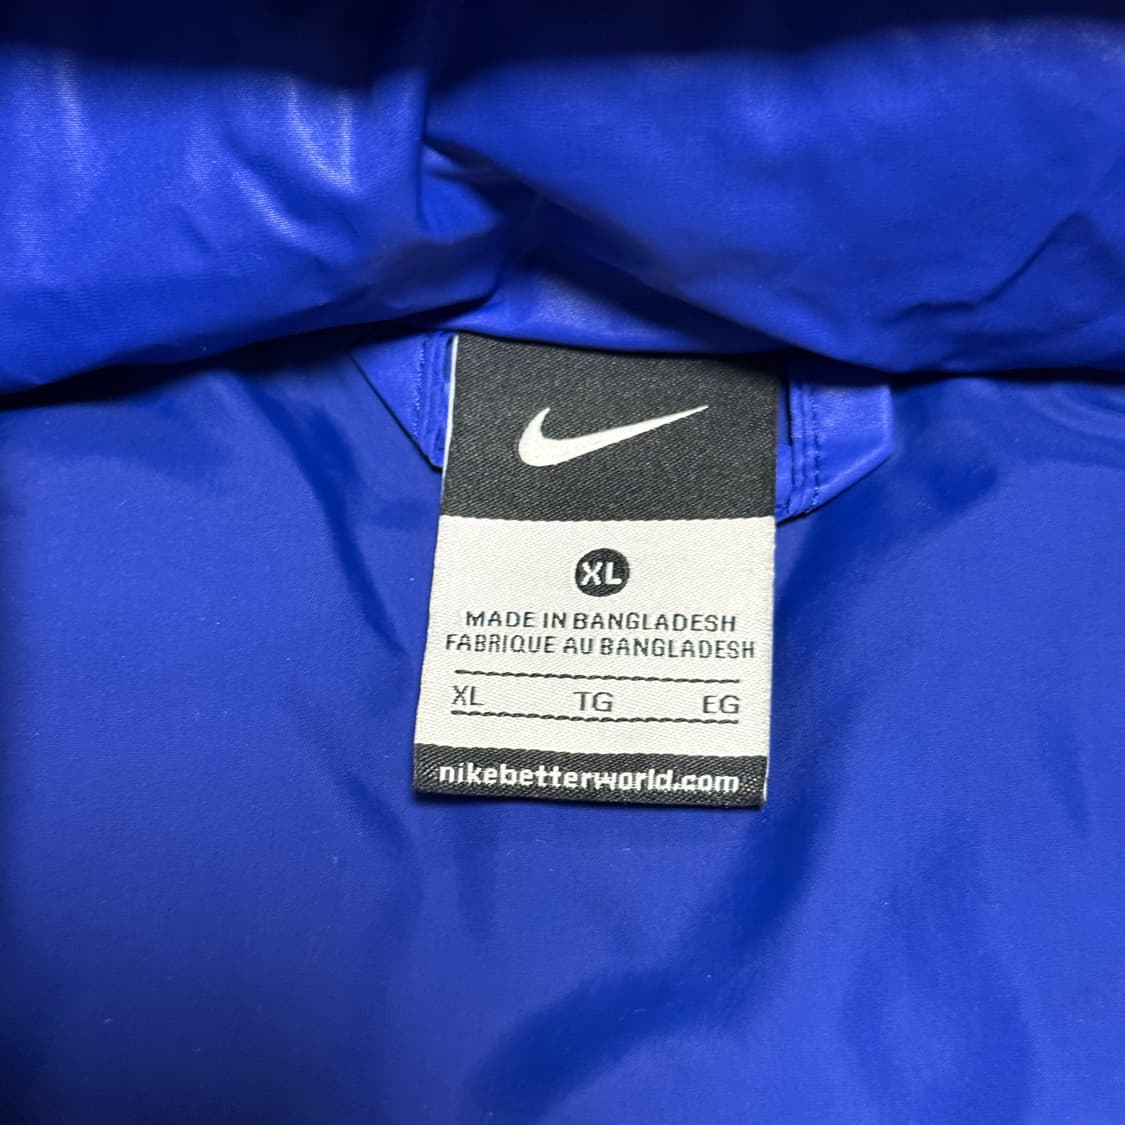 XL
MADE IN BANGLADESH
FABRIQUE AU BANGLADESH
XL TG EG
nikebetterworld.com